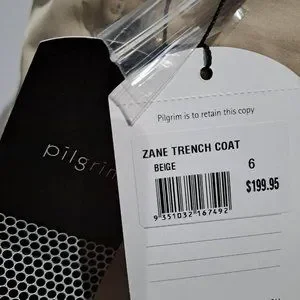 pilgrim
Pilgrim is to retain this copy
ZANE TRENCH COAT
BEIGE 6
$199.95
9 351032 167492